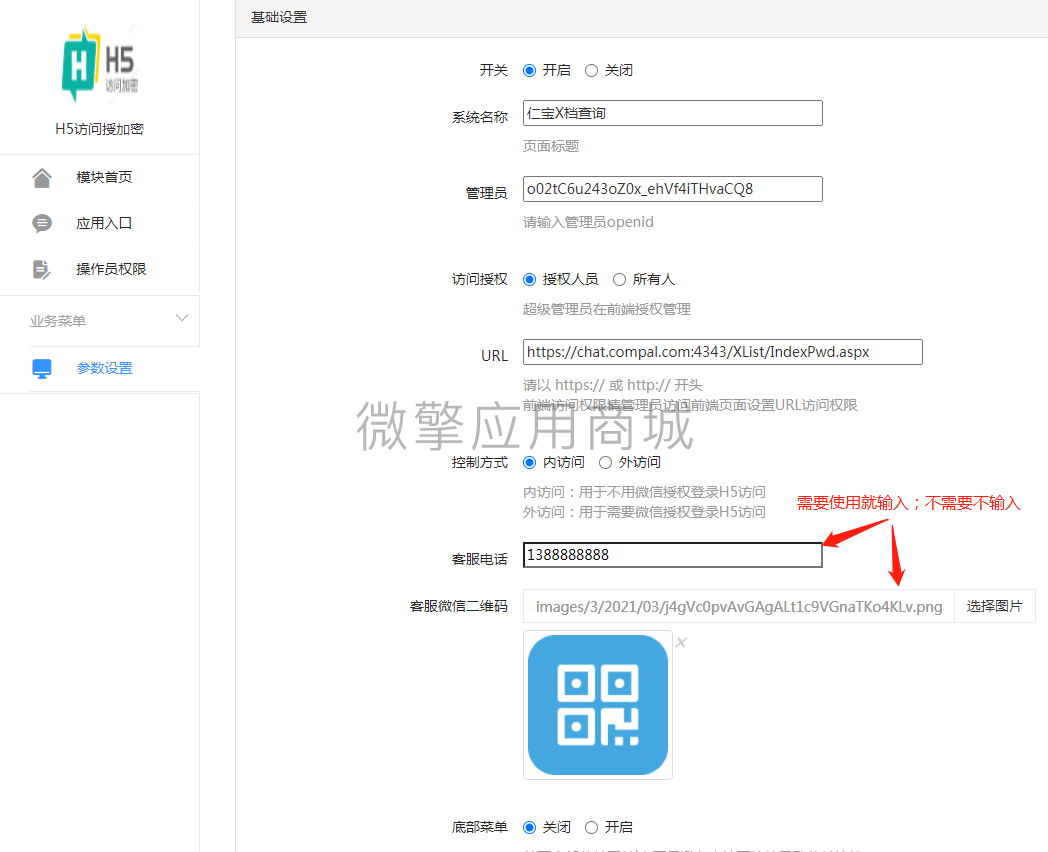 H5
访问加密
H5访问授加密
模块首页
应用入口
操作员权限
业务菜单
参数设置
基础设置
开关 开启 关闭
系统名称 仁宝X档查询
页面标题
管理员 o02tC6u243oZ0x_ehVf4iTHvaCQ8
请输入管理员openid
访问授权 授权人员 所有人
超级管理员在前端授权管理
URL https://chat.compal.com:4343/XList/IndexPwd.aspx
请以 https:// 或 http:// 开头
前端访问权限请管理员访问前端页面设置URL访问权限
微擎应用商城
控制方式 内访问 外访问
内访问：用于不用微信授权登录H5访问
外访问：用于需要微信授权登录H5访问
需要使用就输入；不需要不输入
客服电话 1388888888
客服微信二维码 images/3/2021/03/j4gVc0pvAvGAgALt1c9VGnaTKo4KLv.png 选择图片
底部菜单 关闭 开启